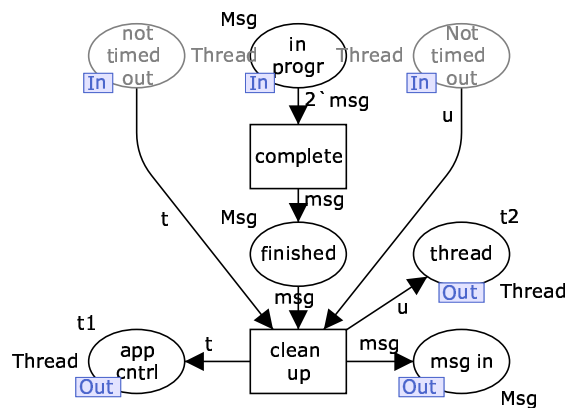 Msg
not
timed
out
Thread
in
progr
Thread
Not
timed
out
In
In
In
2`msg
u
complete
msg
t
Msg
t2
finished
thread
Out
Thread
msg
u
t1
t
clean
up
msg
Thread
app
cntrl
msg in
Out
Out
Msg